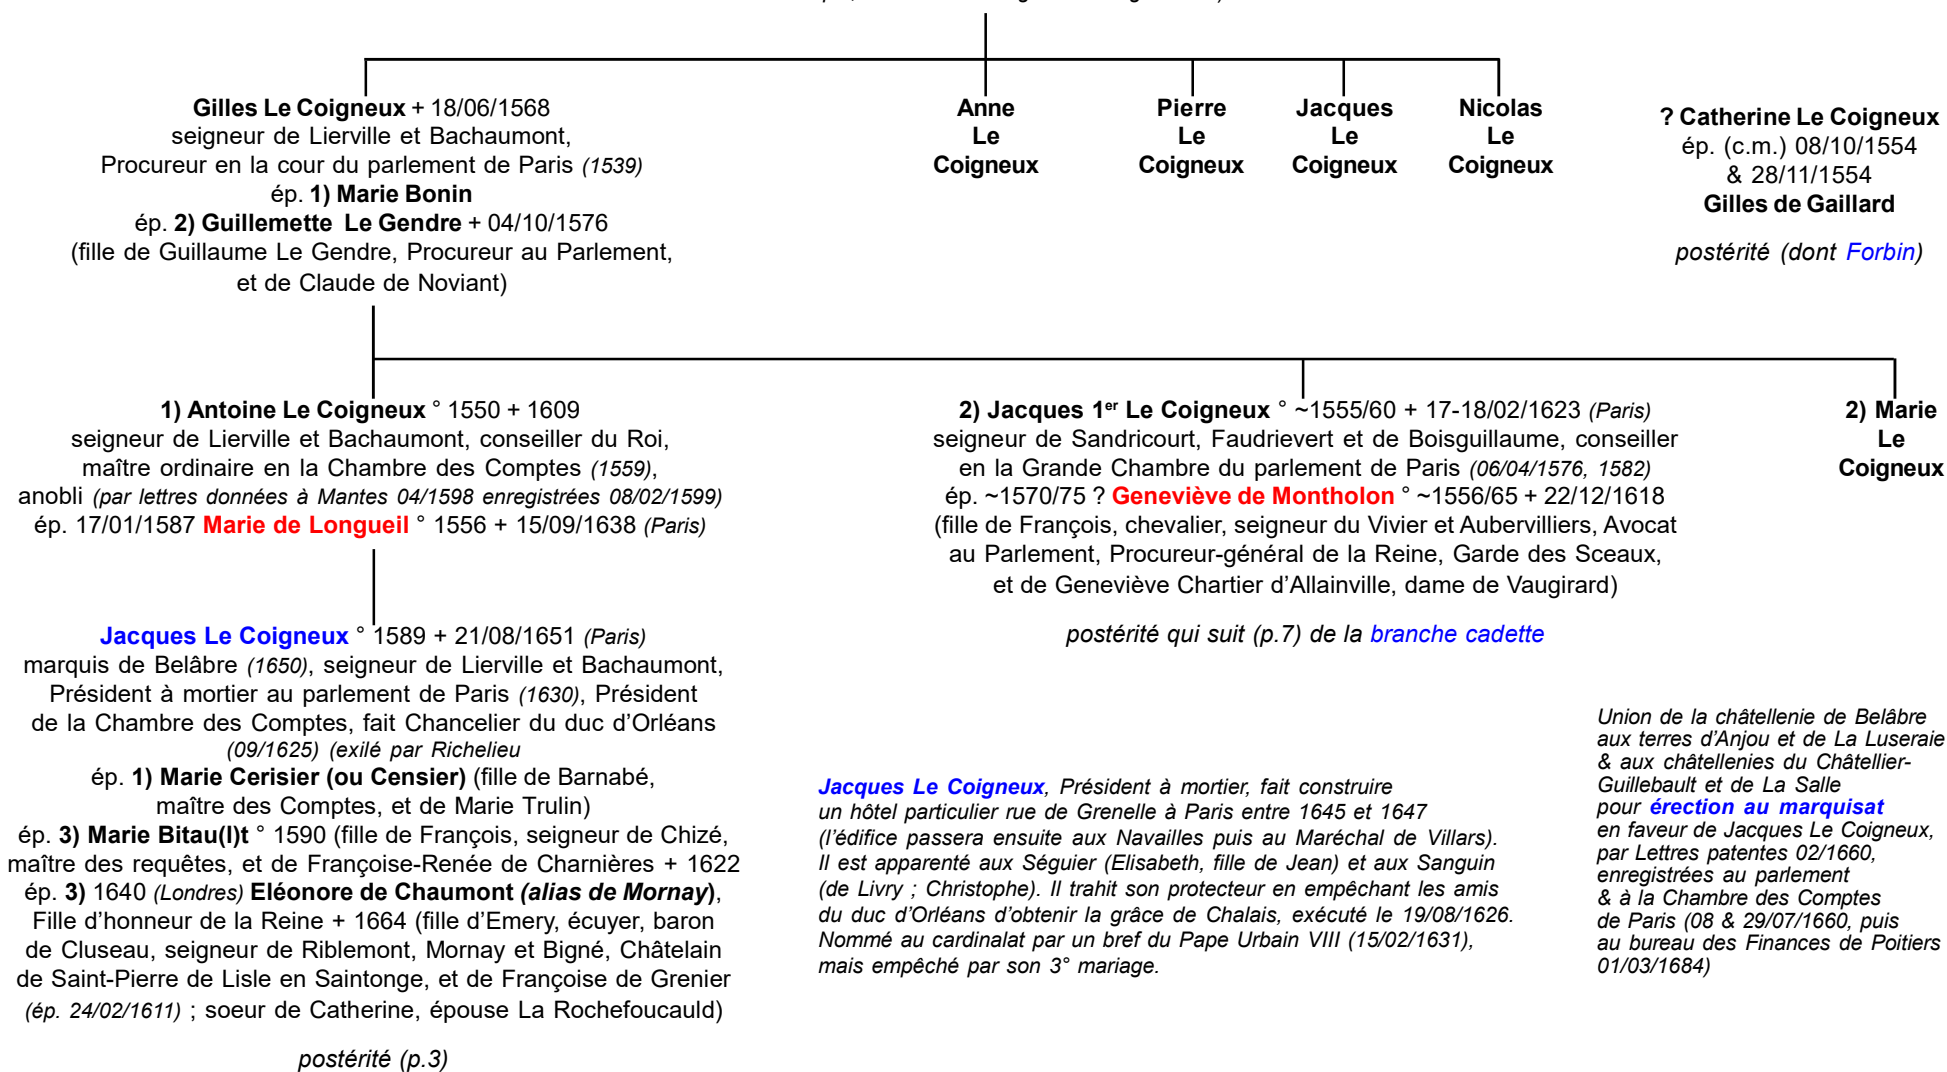 Gilles Le Coigneux + 18/06/1568
seigneur de Lierville et Bachaumont,
Procureur en la cour du parlement de Paris (1539)
ép. 1) Marie Bonin
ép. 2) Guillemette Le Gendre + 04/10/1576
(fille de Guillaume Le Gendre, Procureur au Parlement,
et de Claude de Noviant)
Anne
Le
Coigneux
Pierre
Le
Coigneux
Jacques
Le
Coigneux
Nicolas
Le
Coigneux
? Catherine Le Coigneux
ép. (c.m.) 08/10/1554
& 28/11/1554
Gilles de Gaillard
postérité (dont Forbin)
1) Antoine Le Coigneux ° 1550 + 1609
seigneur de Lierville et Bachaumont, conseiller du Roi,
maître ordinaire en la Chambre des Comptes (1559),
anobli (par lettres données à Mantes 04/1598 enregistrées 08/02/1599)
ép. 17/01/1587 Marie de Longueil ° 1556 + 15/09/1638 (Paris)
2) Jacques 1er Le Coigneux ° ~1555/60 + 17-18/02/1623 (Paris)
seigneur de Sandricourt, Faudrievert et de Boisguillaume, conseiller
en la Grande Chambre du parlement de Paris (06/04/1576, 1582)
ép. ~1570/75 ? Geneviève de Montholon ° ~1556/65 + 22/12/1618
(fille de François, chevalier, seigneur du Vivier et Aubervilliers, Avocat
au Parlement, Procureur-général de la Reine, Garde des Sceaux,
et de Geneviève Chartier d'Allainville, dame de Vaugirard)
postérité qui suit (p.7) de la branche cadette
2) Marie
Le
Coigneux
Jacques Le Coigneux ° 1589 + 21/08/1651 (Paris)
marquis de Belâbre (1650), seigneur de Lierville et Bachaumont,
Président à mortier au parlement de Paris (1630), Président
de la Chambre des Comptes, fait Chancelier du duc d'Orléans
(09/1625) (exilé par Richelieu
ép. 1) Marie Cerisier (ou Censier) (fille de Barnabé,
maître des Comptes, et de Marie Trulin)
ép. 3) Marie Bitau(l)t ° 1590 (fille de François, seigneur de Chizé,
maître des requêtes, et de Françoise-Renée de Charnières + 1622
ép. 3) 1640 (Londres) Eléonore de Chaumont (alias de Mornay),
Fille d'honneur de la Reine + 1664 (fille d'Emery, écuyer, baron
de Cluseau, seigneur de Riblemont, Mornay et Bigné, Châtelain
de Saint-Pierre de Lisle en Saintonge, et de Françoise de Grenier
(ép. 24/02/1611) ; soeur de Catherine, épouse La Rochefoucauld)
postérité (p.3)
Jacques Le Coigneux, Président à mortier, fait construire
un hôtel particulier rue de Grenelle à Paris entre 1645 et 1647
(l'édifice passera ensuite aux Navailles puis au Maréchal de Villars).
Il est apparenté aux Séguier (Elisabeth, fille de Jean) et aux Sanguin
(de Livry ; Christophe). Il trahit son protecteur en empêchant les amis
du duc d'Orléans d'obtenir la grâce de Chalais, exécuté le 19/08/1626.
Nommé au cardinalat par un bref du Pape Urbain VIII (15/02/1631),
mais empêché par son 3° mariage.
Union de la châtellenie de Belâbre
aux terres d'Anjou et de La Luseraie
& aux châtellenies du Châtellier-
Guillebault et de La Salle
pour érection au marquisat
en faveur de Jacques Le Coigneux,
par Lettres patentes 02/1660,
enregistrées au parlement
& à la Chambre des Comptes
de Paris (08 & 29/07/1660, puis
au bureau des Finances de Poitiers
01/03/1684)